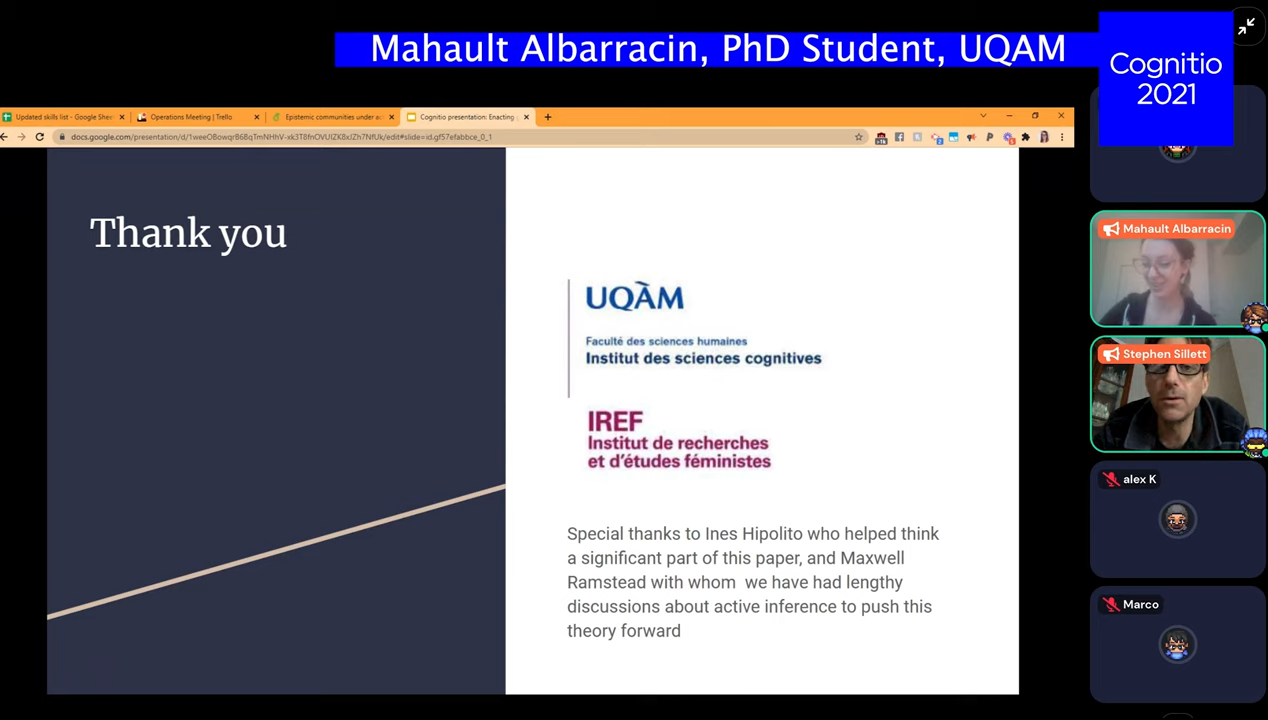 Mahault Albarracin, PhD Student, UQAM
Cognitio
2021
Updated skills list - Google Shee
Operations Meeting | Trello
Epistemic communities under ac
Cognitio presentation: Enacting
Thank you
UQÀM
Faculté des sciences humaines
Institut des sciences cognitives
IREF
Institut de recherches
et d'études féministes
Special thanks to Ines Hipolito who helped think
a significant part of this paper, and Maxwell
Ramstead with whom we have had lengthy
discussions about active inference to push this
theory forward
Mahault Albarracin
Stephen Sillett
alex K
Marco